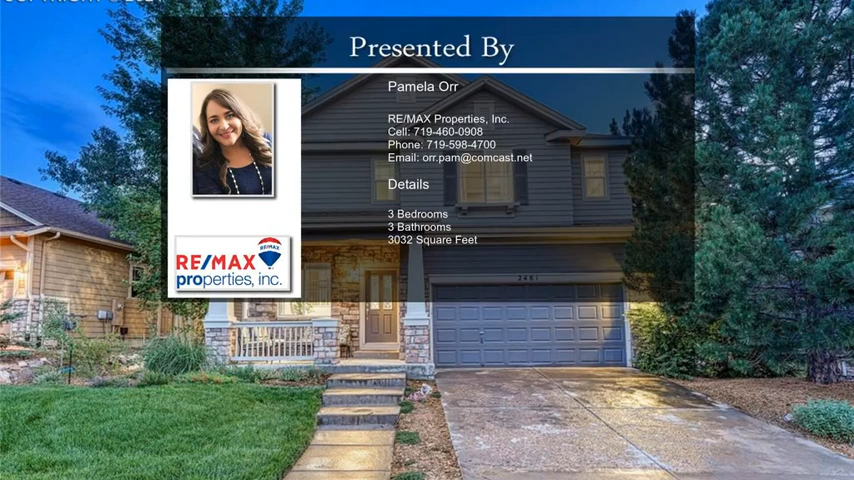 Presented By
Pamela Orr
RE/MAX Properties, Inc.
Cell: 719-460-0908
Phone: 719-598-4700
Email: orr.pam@comcast.net
Details
3 Bedrooms
3 Bathrooms
3032 Square Feet
RE/MAX
RE/MAX
properties, inc.
2481